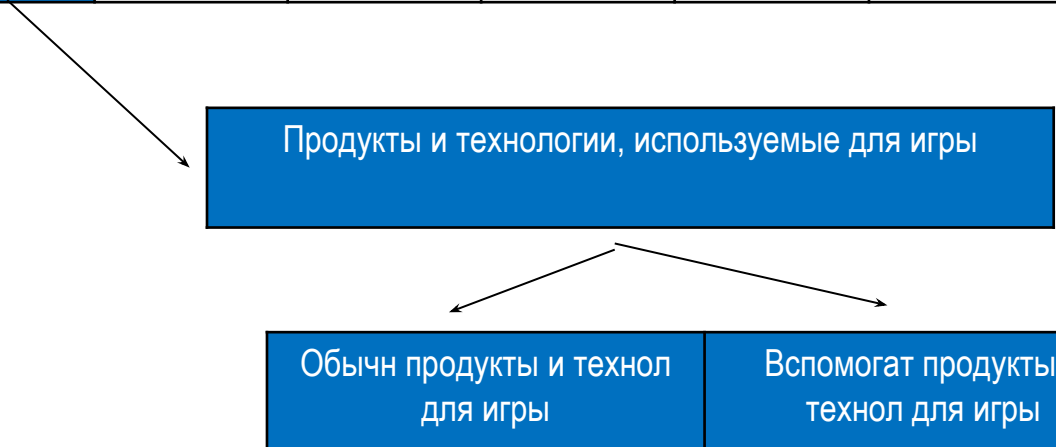 Продукты и технологии, используемые для игры
Обычн продукты и технол
для игры
Вспомогат продукты
технол для игры